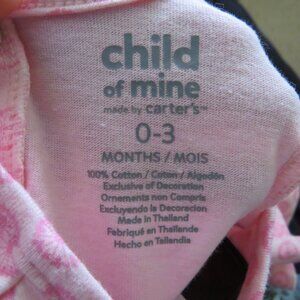 child
of mine
made by carter's™
0-3
MONTHS / MOIS
100% Cotton / Coton / Algodón
Exclusive of Decoration
Ornements non Compris
Excluyendo la Decoración
Made in Thailand
Fabriqué en Thaïlande
Hecho en Tailandia